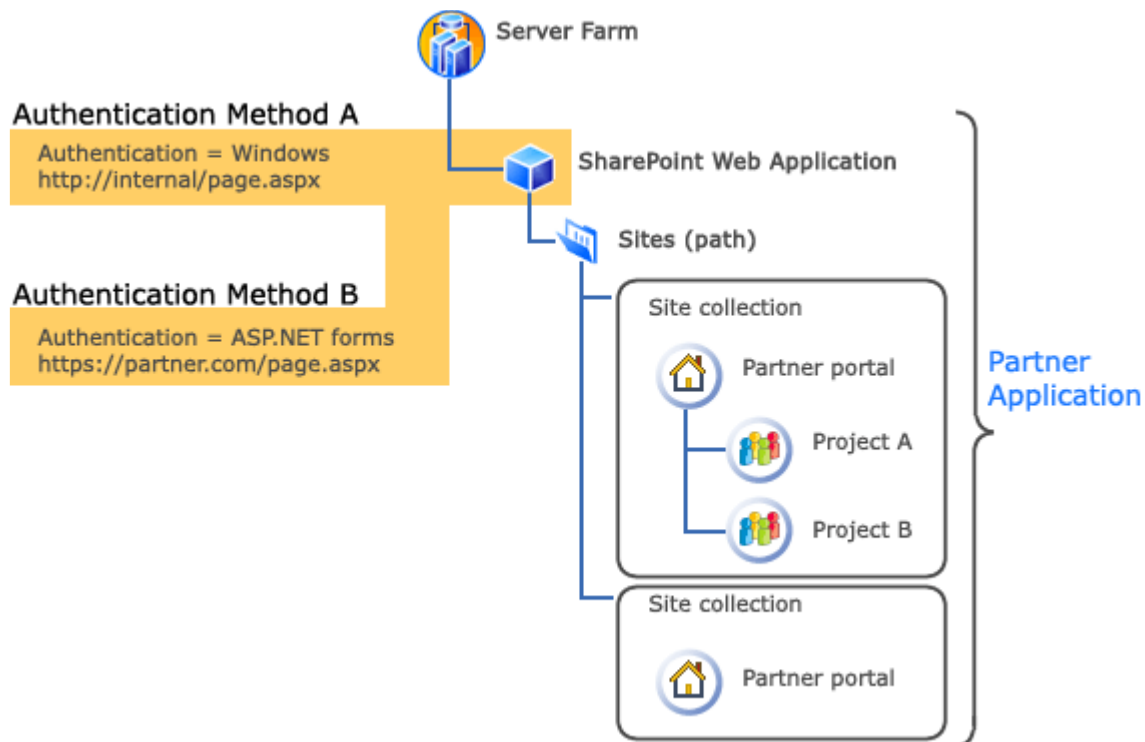 Server Farm
Authentication Method A
Authentication = Windows
http://internal/page.aspx
SharePoint Web Application
Sites (path)
Authentication Method B
Authentication = ASP.NET forms
https://partner.com/page.aspx
Site collection
Partner portal
Project A
Project B
Site collection
Partner portal
Partner
Application